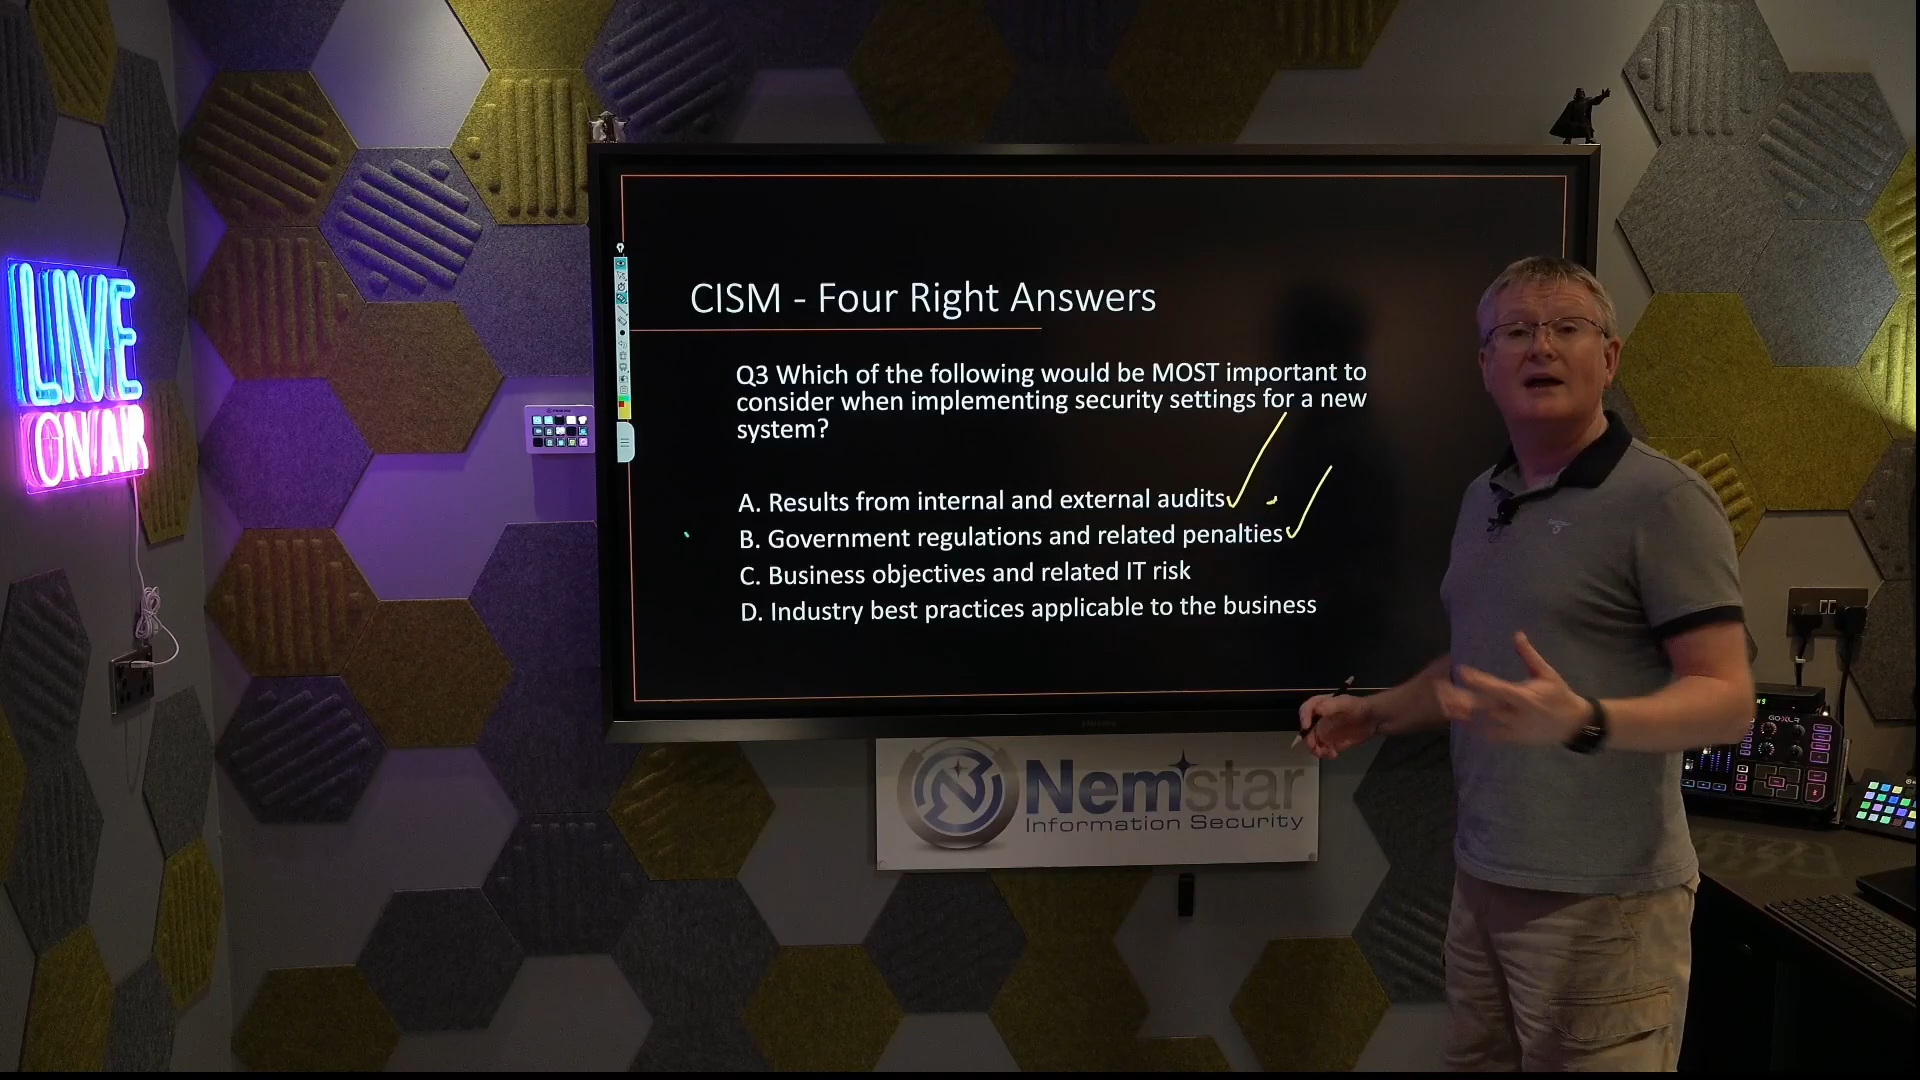 LIVE
ON AIR
CISM - Four Right Answers
Q3 Which of the following would be MOST important to
consider when implementing security settings for a new
system?
A. Results from internal and external audits
B. Government regulations and related penalties
C. Business objectives and related IT risk
D. Industry best practices applicable to the business
SAMSUNG
Nemstar
Information Security
GOXLR